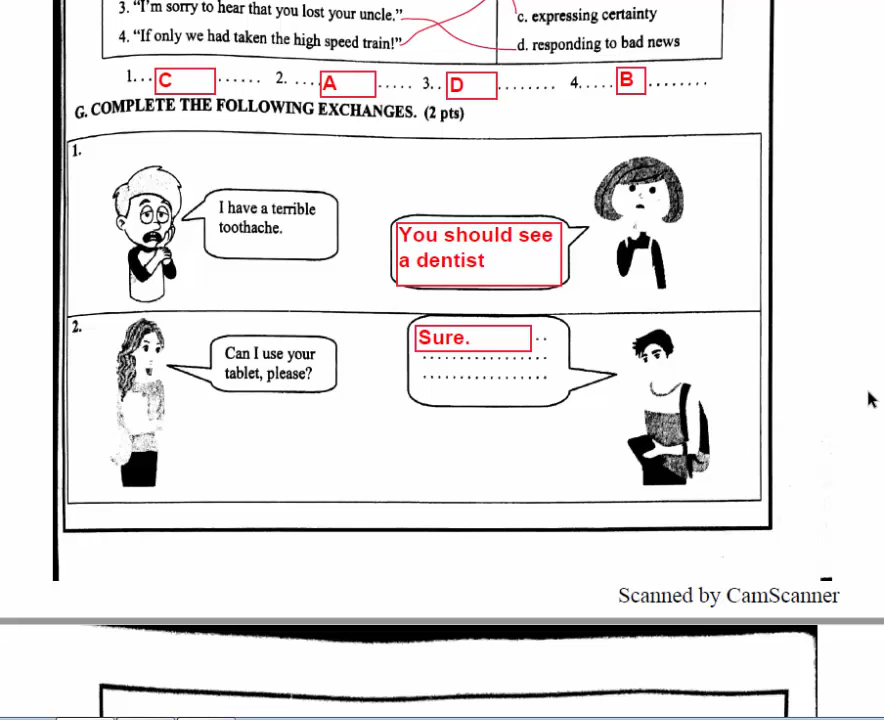 3. “I'm sorry to hear that you lost your uncle.”
c. expressing certainty
4. “If only we had taken the high speed train!”
d. responding to bad news
1...C...... 2. ....A..... 3..D........ 4.....B........
G. COMPLETE THE FOLLOWING EXCHANGES. (2 pts)
1.
I have a terrible
toothache.
You should see
a dentist
2.
Can I use your
tablet, please?
Sure. ..
..................
..................
Scanned by CamScanner